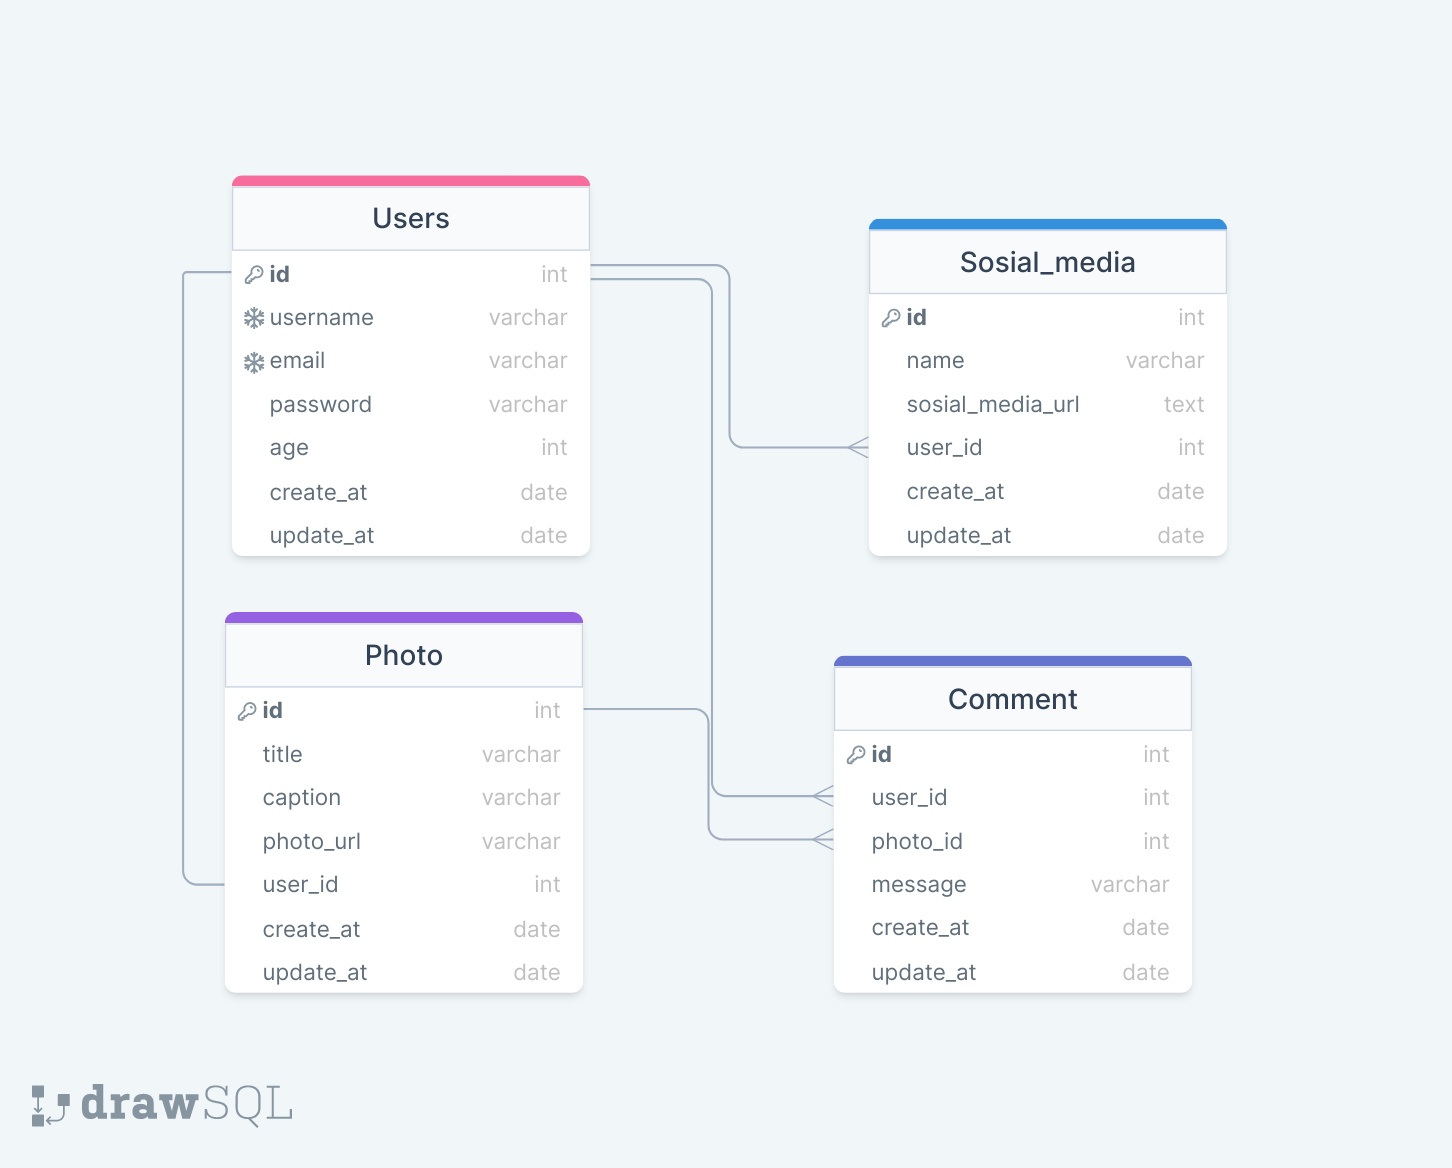 Users
id int
username varchar
email varchar
password varchar
age int
create_at date
update_at date
Sosial_media
id int
name varchar
sosial_media_url text
user_id int
create_at date
update_at date
Photo
id int
title varchar
caption varchar
photo_url varchar
user_id int
create_at date
update_at date
Comment
id int
user_id int
photo_id int
message varchar
create_at date
update_at date
drawSQL